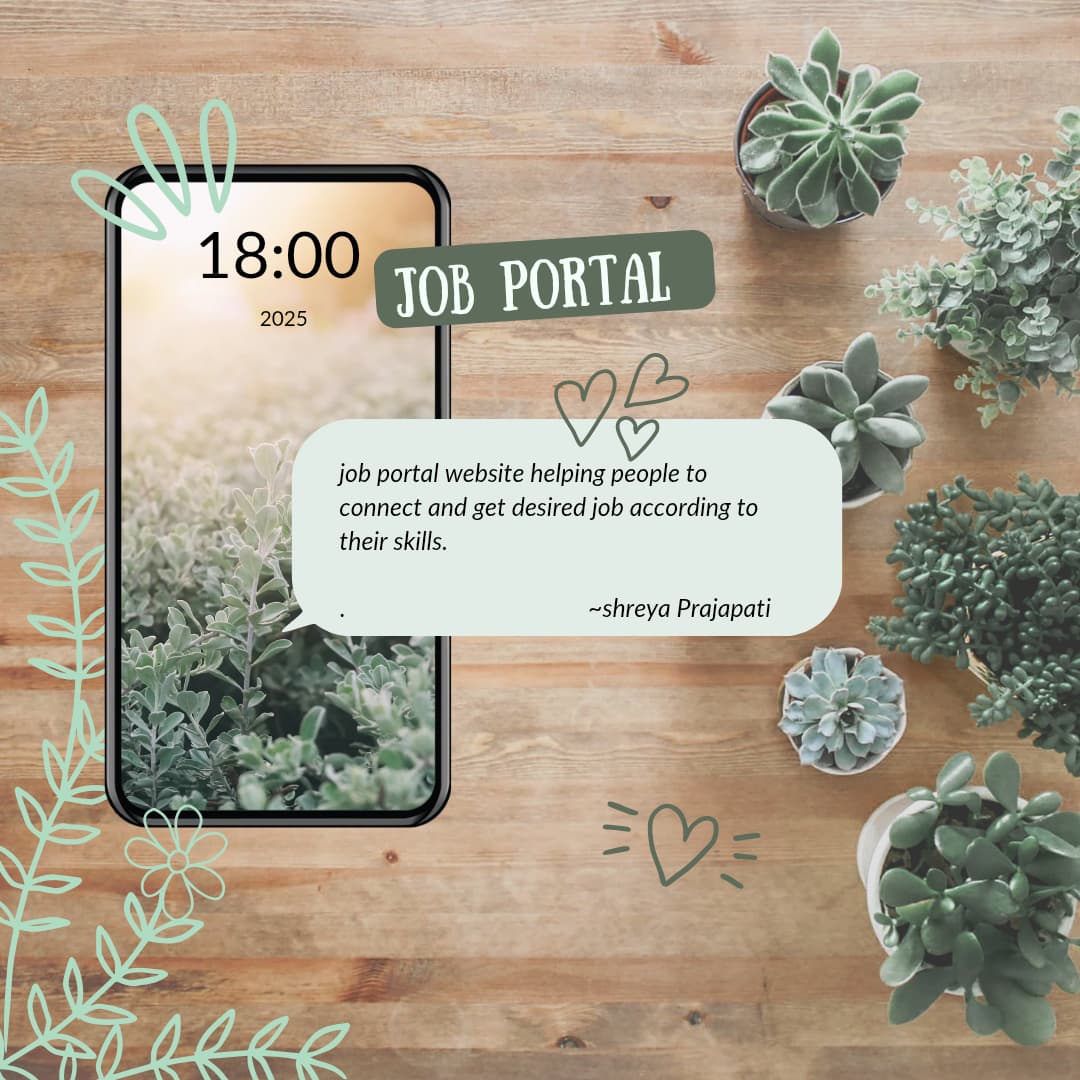 18:00
2025
JOB PORTAL
job portal website helping people to
connect and get desired job according to
their skills.
. ~shreya Prajapati